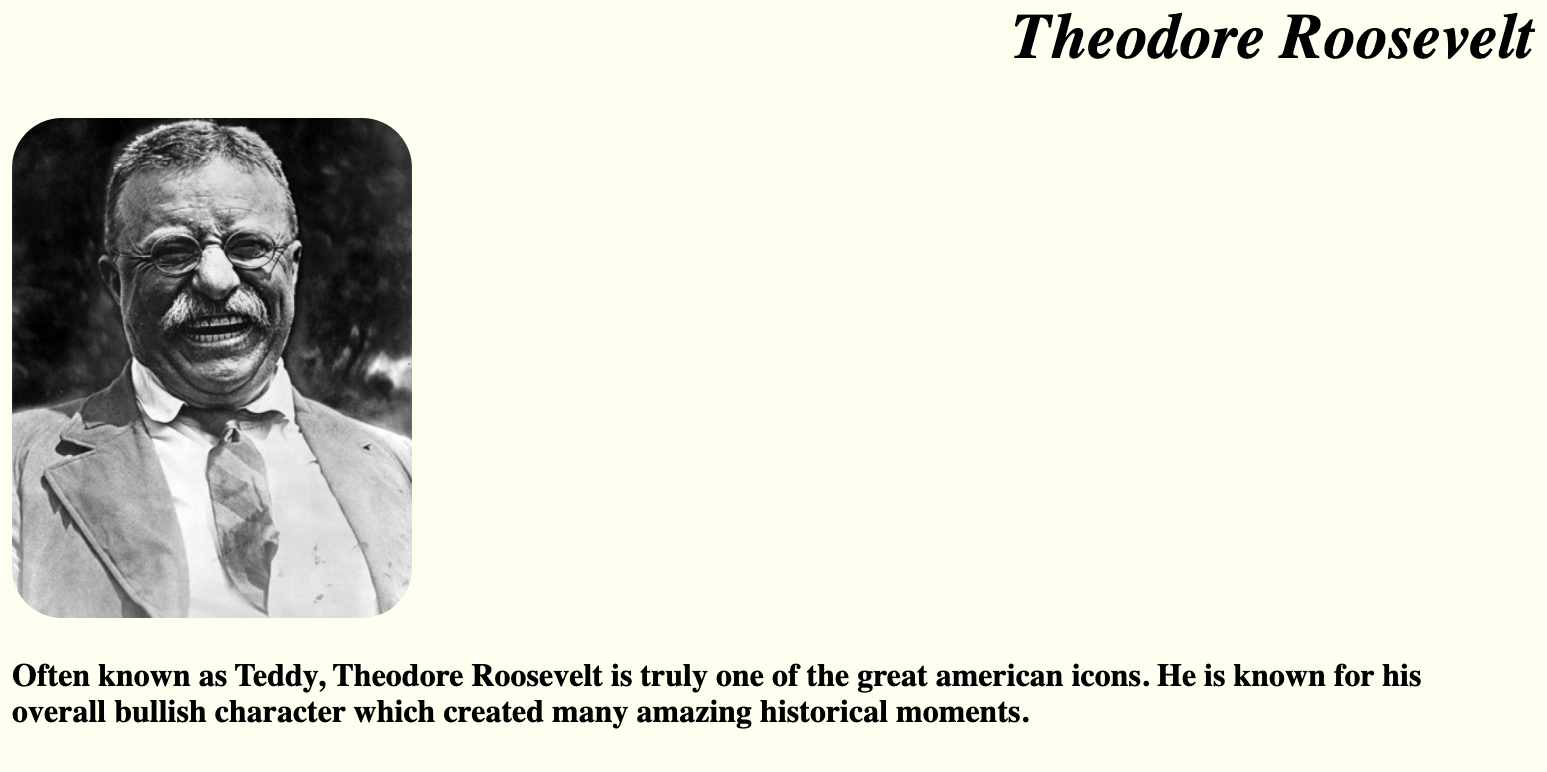 Theodore Roosevelt
Often known as Teddy, Theodore Roosevelt is truly one of the great american icons. He is known for his
overall bullish character which created many amazing historical moments.